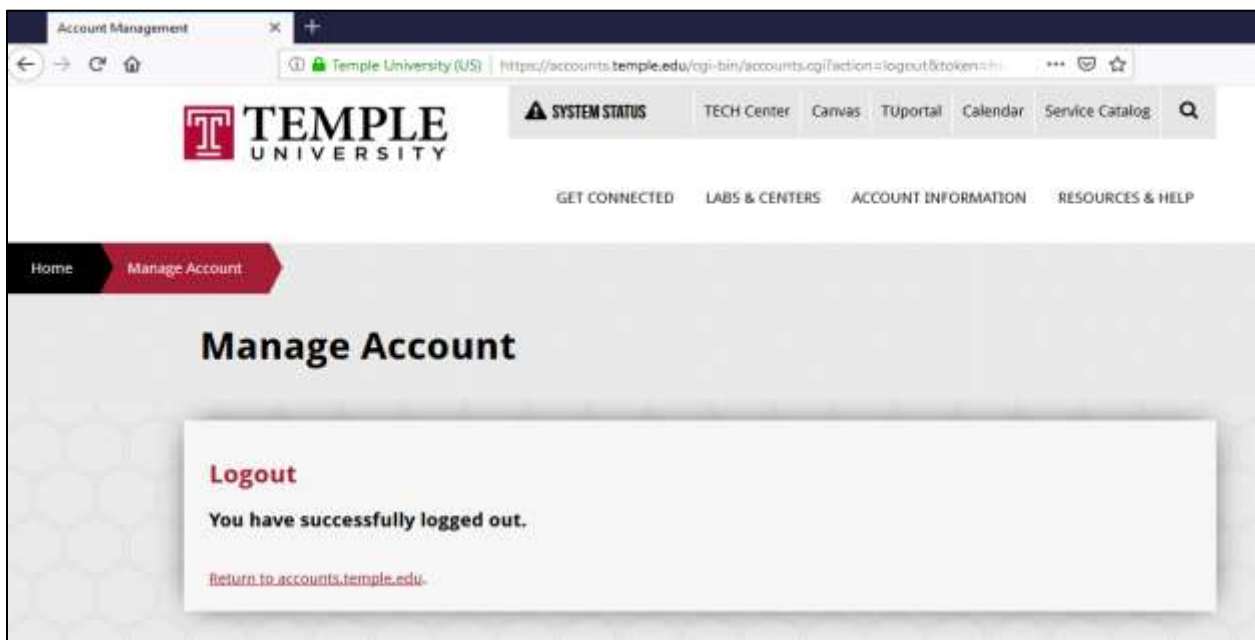 Account Management
Temple University (US) https://accounts.temple.edu/cgi-bin/accounts.cgi?action=logout&token=h
TEMPLE
UNIVERSITY
SYSTEM STATUS TECH Center Canvas TUportal Calendar Service Catalog
GET CONNECTED LABS & CENTERS ACCOUNT INFORMATION RESOURCES & HELP
Home Manage Account
Manage Account
Logout
You have successfully logged out.
Return to accounts.temple.edu.